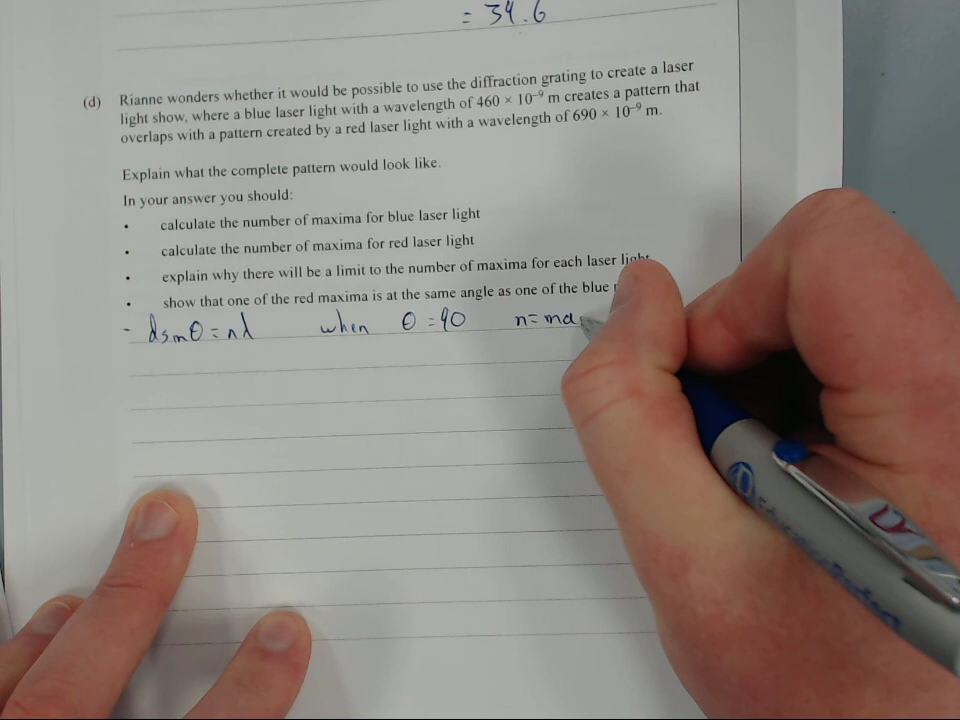 = 34.6
(d) Rianne wonders whether it would be possible to use the diffraction grating to create a laser
light show, where a blue laser light with a wavelength of 460 × 10⁻⁹ m creates a pattern that
overlaps with a pattern created by a red laser light with a wavelength of 690 × 10⁻⁹ m.
Explain what the complete pattern would look like.
In your answer you should:
• calculate the number of maxima for blue laser light
• calculate the number of maxima for red laser light
• explain why there will be a limit to the number of maxima for each laser light
• show that one of the red maxima is at the same angle as one of the blue
- dsinθ = nλ when θ = 90 n = ma